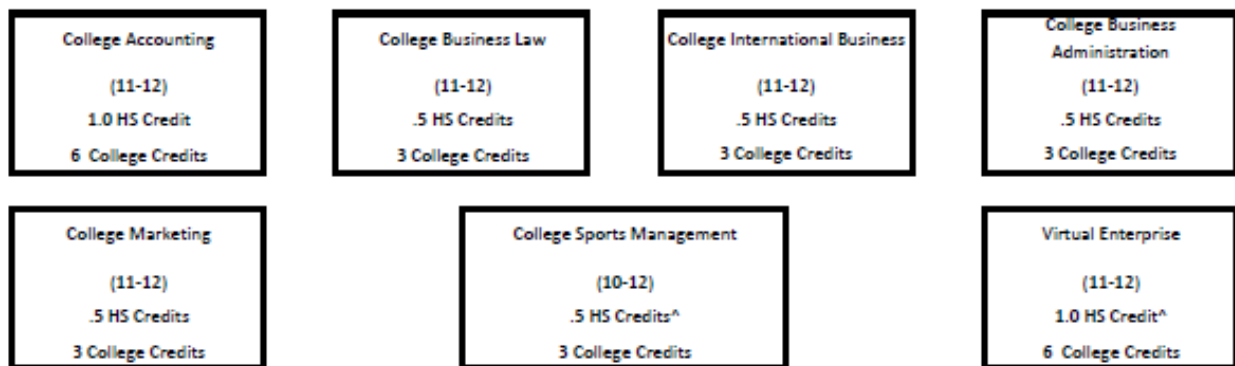 College Accounting
(11-12)
1.0 HS Credit
6 College Credits
College Business Law
(11-12)
.5 HS Credits
3 College Credits
College International Business
(11-12)
.5 HS Credits
3 College Credits
College Business
Administration
(11-12)
.5 HS Credits
3 College Credits
College Marketing
(11-12)
.5 HS Credits
3 College Credits
College Sports Management
(10-12)
.5 HS Credits^
3 College Credits
Virtual Enterprise
(11-12)
1.0 HS Credit^
6 College Credits